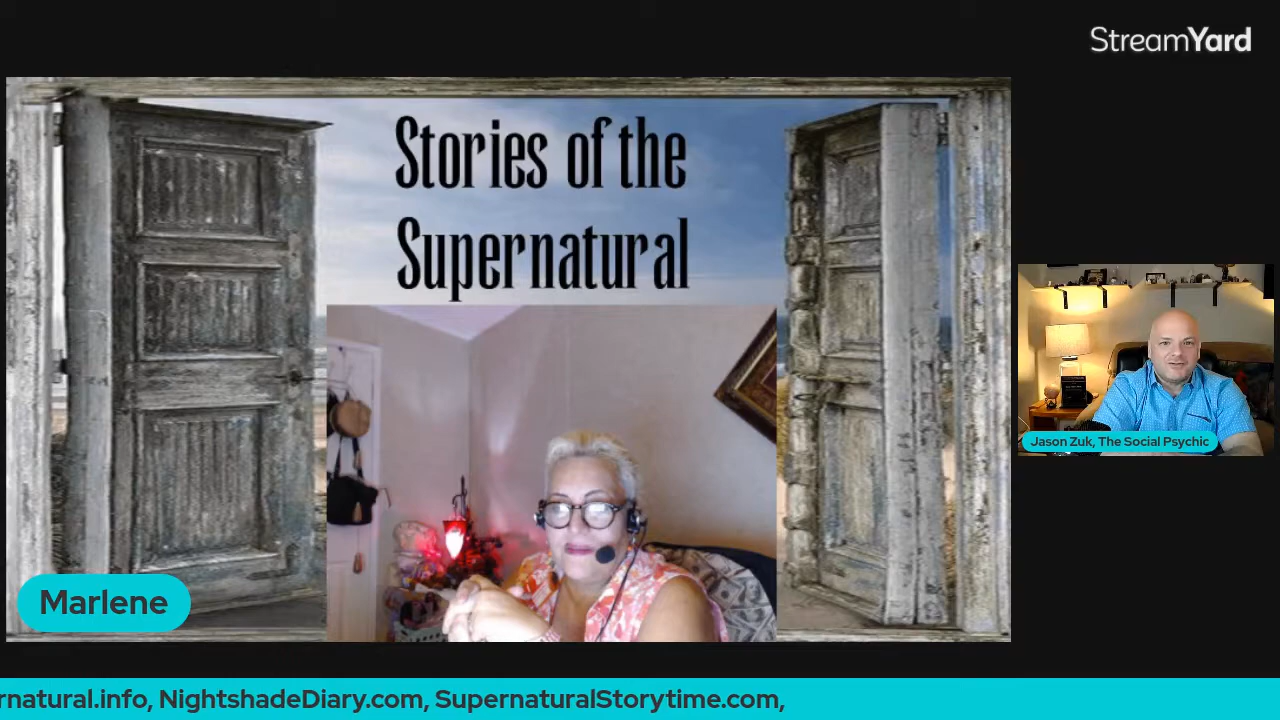 StreamYard
Stories of the
Supernatural
Jason Zuk, The Social Psychic
Marlene
rnatural.info, NightshadeDiary.com, SupernaturalStorytime.com,